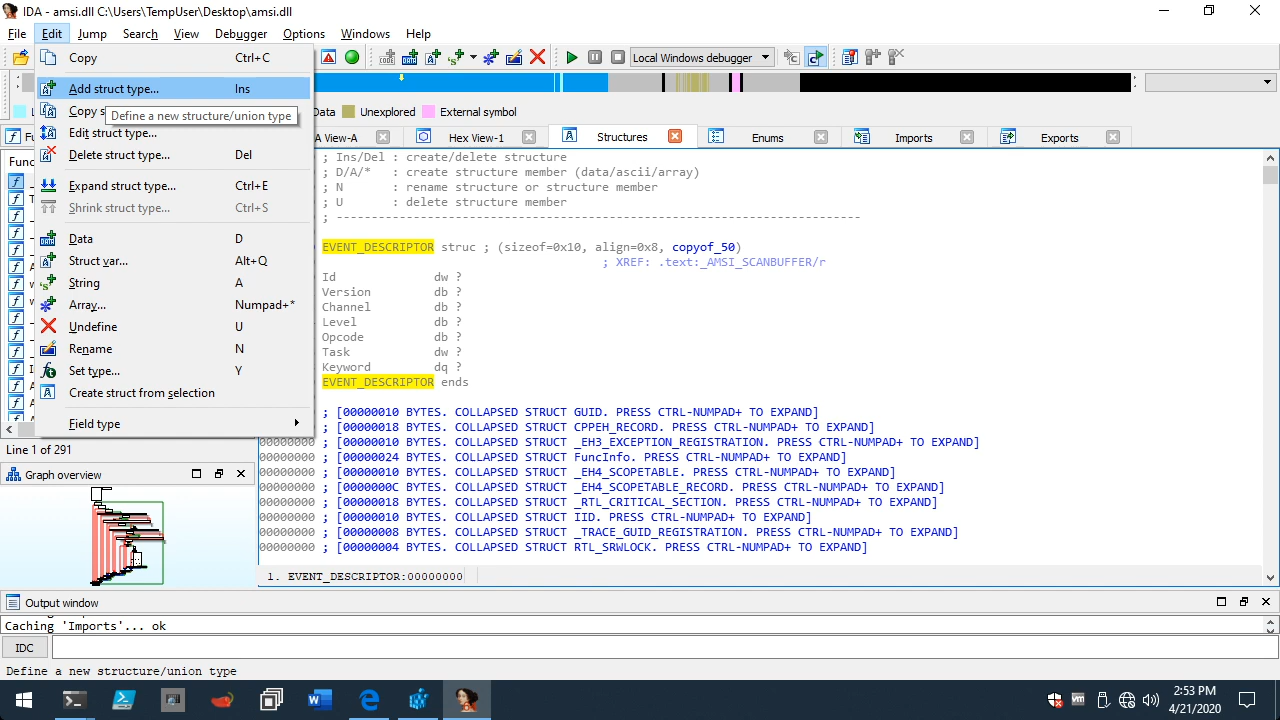 IDA - amsi.dll C:\Users\TempUser\Desktop\amsi.dll
File Edit Jump Search View Debugger Options Windows Help
Copy Ctrl+C
Local Windows debugger
Add struct type... Ins
Copy s
Define a new structure/union type
Data Unexplored External symbol
Edit struct type...
Delete struct type... Del
Expand struct type... Ctrl+E
Shrink struct type... Ctrl+S
Data D
Struct var... Alt+Q
String A
Array... Numpad+*
Undefine U
Rename N
Set type... Y
Create struct from selection
Field type
Func
A View-A Hex View-1 Structures Enums Imports Exports
; Ins/Del : create/delete structure
; D/A/* : create structure member (data/ascii/array)
; N : rename structure or structure member
; U : delete structure member
; ---------------------------------------------------------------------------
EVENT_DESCRIPTOR struc ; (sizeof=0x10, align=0x8, copyof_50)
; XREF: .text:_AMSI_SCANBUFFER/r
Id dw ?
Version db ?
Channel db ?
Level db ?
Opcode db ?
Task dw ?
Keyword dq ?
EVENT_DESCRIPTOR ends
; [00000010 BYTES. COLLAPSED STRUCT GUID. PRESS CTRL-NUMPAD+ TO EXPAND]
; [00000018 BYTES. COLLAPSED STRUCT CPPEH_RECORD. PRESS CTRL-NUMPAD+ TO EXPAND]
00000000 ; [00000010 BYTES. COLLAPSED STRUCT _EH3_EXCEPTION_REGISTRATION. PRESS CTRL-NUMPAD+ TO EXPAND]
00000000 ; [00000024 BYTES. COLLAPSED STRUCT FuncInfo. PRESS CTRL-NUMPAD+ TO EXPAND]
00000000 ; [00000010 BYTES. COLLAPSED STRUCT _EH4_SCOPETABLE. PRESS CTRL-NUMPAD+ TO EXPAND]
00000000 ; [0000000C BYTES. COLLAPSED STRUCT _EH4_SCOPETABLE_RECORD. PRESS CTRL-NUMPAD+ TO EXPAND]
00000000 ; [00000018 BYTES. COLLAPSED STRUCT _RTL_CRITICAL_SECTION. PRESS CTRL-NUMPAD+ TO EXPAND]
00000000 ; [00000010 BYTES. COLLAPSED STRUCT IID. PRESS CTRL-NUMPAD+ TO EXPAND]
00000000 ; [00000008 BYTES. COLLAPSED STRUCT _TRACE_GUID_REGISTRATION. PRESS CTRL-NUMPAD+ TO EXPAND]
00000000 ; [00000004 BYTES. COLLAPSED STRUCT RTL_SRWLOCK. PRESS CTRL-NUMPAD+ TO EXPAND]
1. EVENT_DESCRIPTOR:00000000
Line 1 of 291
Graph overview
Output window
Caching 'Imports'... ok
IDC
Define a new structure/union type
2:53 PM
4/21/2020